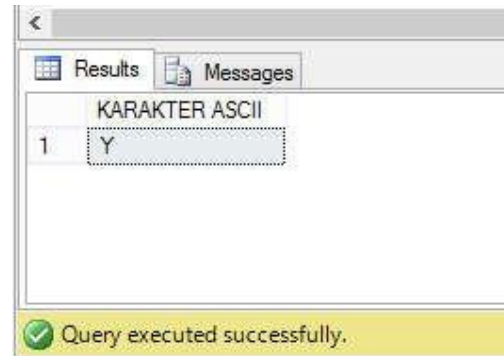 Results Messages
KARAKTER ASCII
1 Y
Query executed successfully.